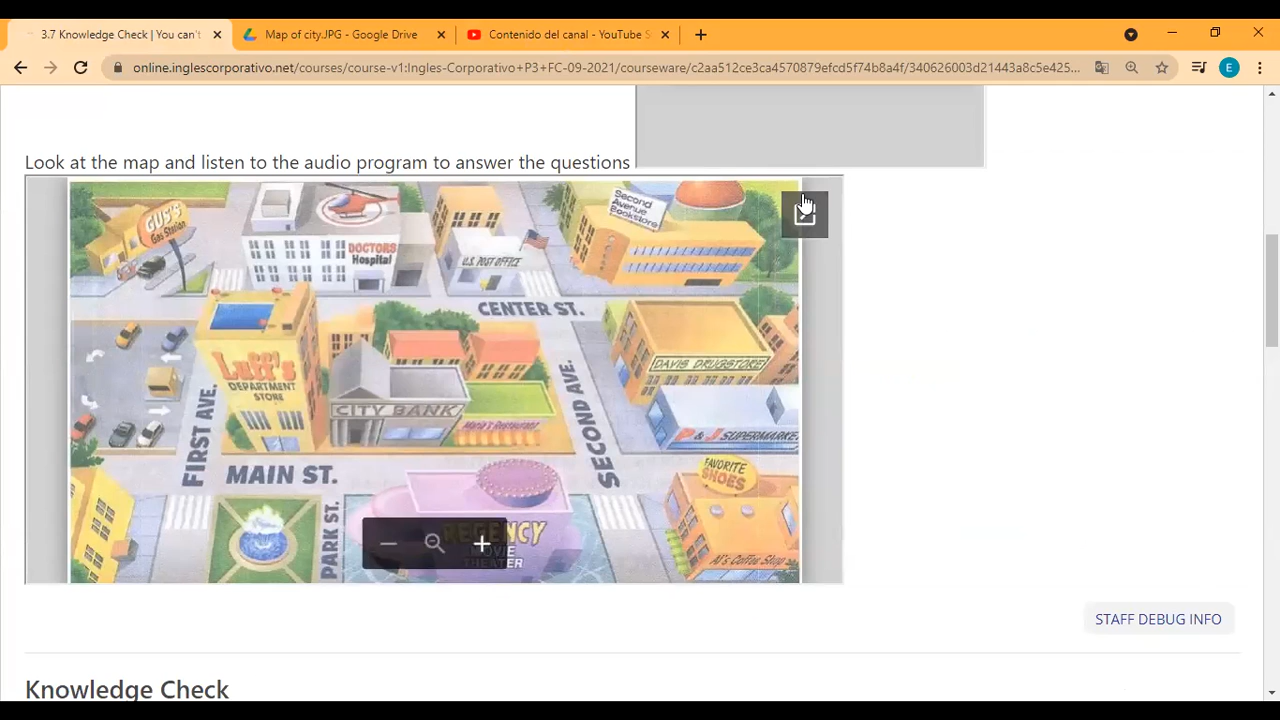 3.7 Knowledge Check | You can't
Map of city.JPG - Google Drive
Contenido del canal - YouTube S
online.inglescorporativo.net/courses/course-v1:Ingles-Corporativo+P3+FC-09-2021/courseware/c2aa512ce3ca4570879efcd5f74b8a4f/340626003d21443a8c5e425...
E
Look at the map and listen to the audio program to answer the questions
GUS'S
Gas Station
DOCTORS
Hospital
U.S. POST OFFICE
Second
Avenue
Bookstore
CENTER ST.
Luff's
DEPARTMENT
STORE
CITY BANK
Maria's Restaurant
DAVIS DRUGSTORE
P & J SUPERMARKET
FIRST AVE.
SECOND AVE.
MAIN ST.
PARK ST.
FAVORITE
SHOES
REGENCY
MOVIE
THEATER
Al's Coffee Shop
STAFF DEBUG INFO
Knowledge Check